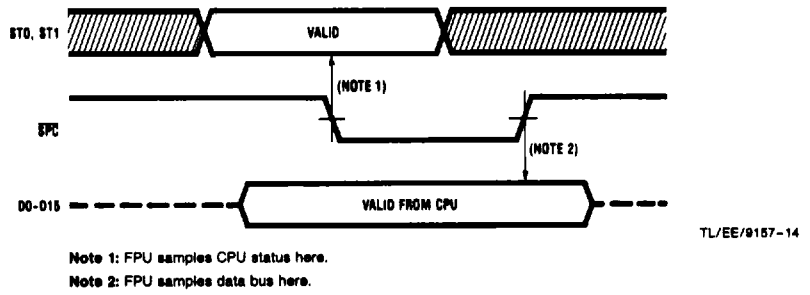 ST0, ST1
VALID
(NOTE 1)
SPC
(NOTE 2)
D0-D15
VALID FROM CPU
TL/EE/9157-14
Note 1: FPU samples CPU status here.
Note 2: FPU samples data bus here.